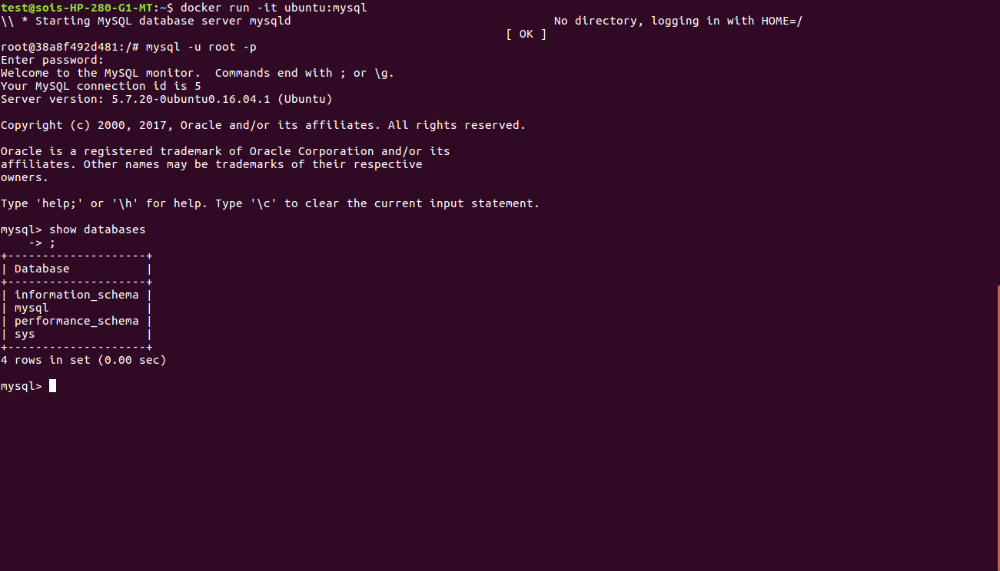 test@sois-HP-280-G1-MT:~$ docker run -it ubuntu:mysql
\\ * Starting MySQL database server mysqld                                      No directory, logging in with HOME=/
                                                                         [ OK ]
root@38a8f492d481:/# mysql -u root -p
Enter password:
Welcome to the MySQL monitor.  Commands end with ; or \g.
Your MySQL connection id is 5
Server version: 5.7.20-0ubuntu0.16.04.1 (Ubuntu)

Copyright (c) 2000, 2017, Oracle and/or its affiliates. All rights reserved.

Oracle is a registered trademark of Oracle Corporation and/or its
affiliates. Other names may be trademarks of their respective
owners.

Type 'help;' or '\h' for help. Type '\c' to clear the current input statement.

mysql> show databases
    -> ;
+--------------------+
| Database           |
+--------------------+
| information_schema |
| mysql              |
| performance_schema |
| sys                |
+--------------------+
4 rows in set (0.00 sec)

mysql>